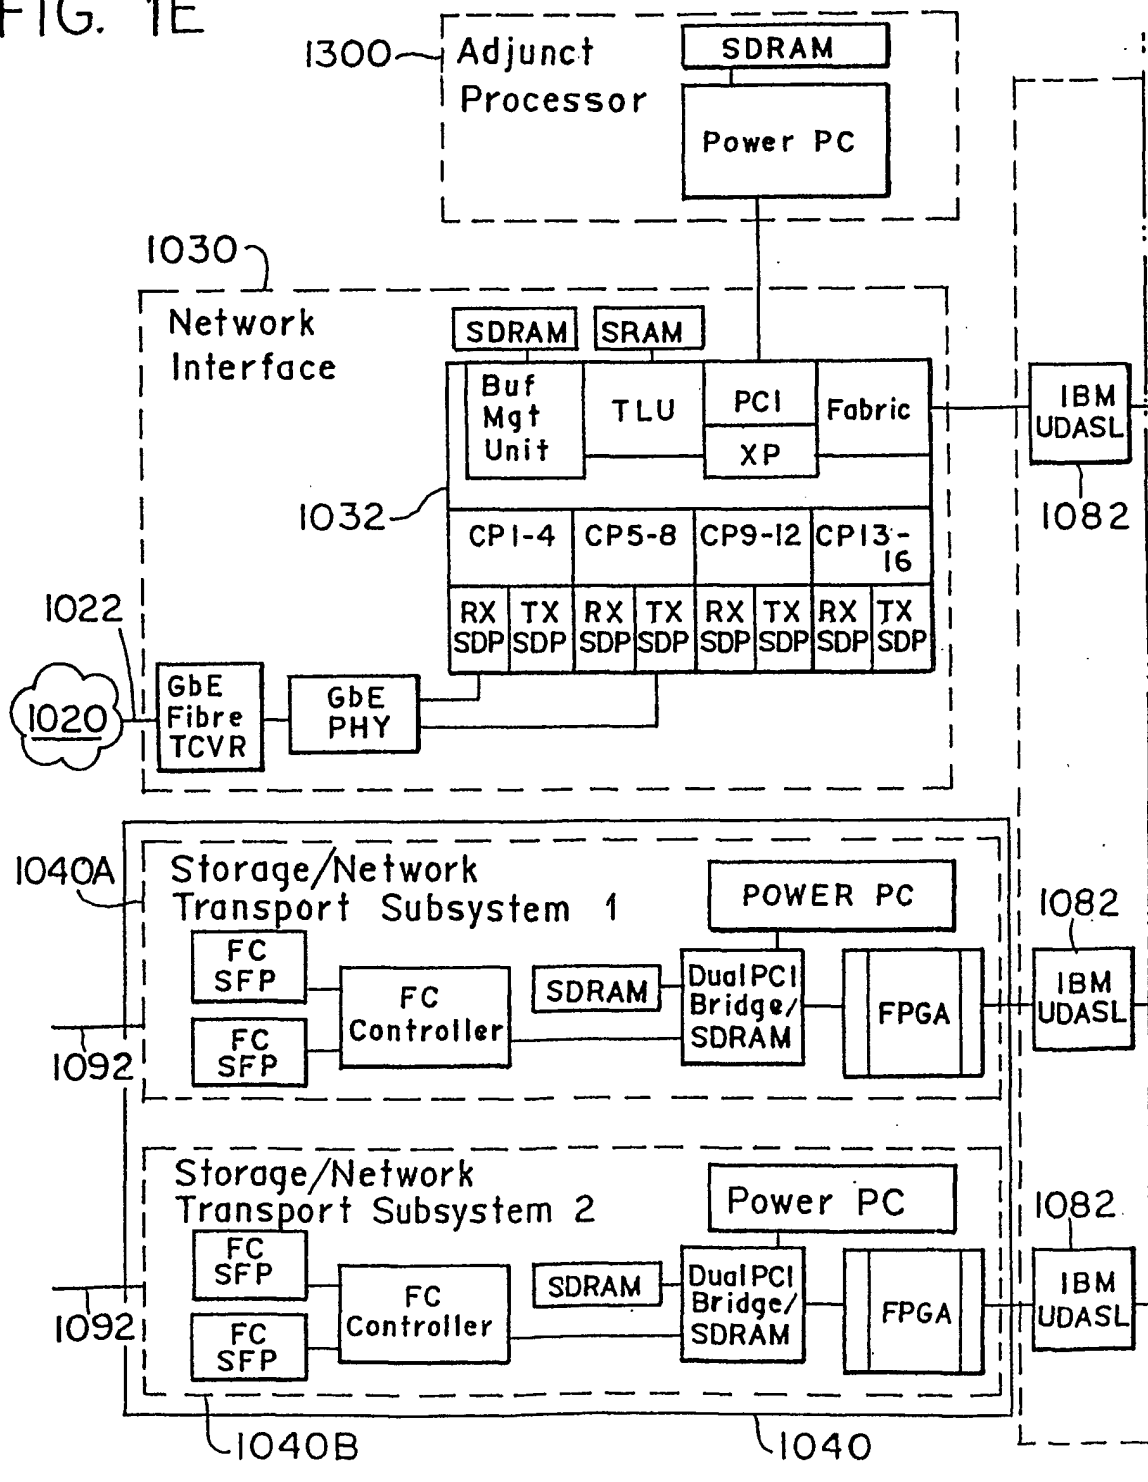 FIG. 1E
1300
Adjunct
Processor
SDRAM
Power PC
1030
Network
Interface
SDRAM
SRAM
Buf
Mgt
Unit
TLU
PCI
XP
Fabric
IBM
UDASL
1082
1032
CP1-4
CP5-8
CP9-12
CP13-
16
RX
SDP
TX
SDP
RX
SDP
TX
SDP
RX
SDP
TX
SDP
RX
SDP
TX
SDP
1022
1020
GbE
Fibre
TCVR
GbE
PHY
1040A
Storage/Network
Transport Subsystem 1
POWER PC
FC
SFP
FC
SFP
FC
Controller
SDRAM
Dual PCI
Bridge/
SDRAM
FPGA
1082
IBM
UDASL
1092
Storage/Network
Transport Subsystem 2
Power PC
FC
SFP
FC
SFP
FC
Controller
SDRAM
Dual PCI
Bridge/
SDRAM
FPGA
1082
IBM
UDASL
1092
1040B
1040